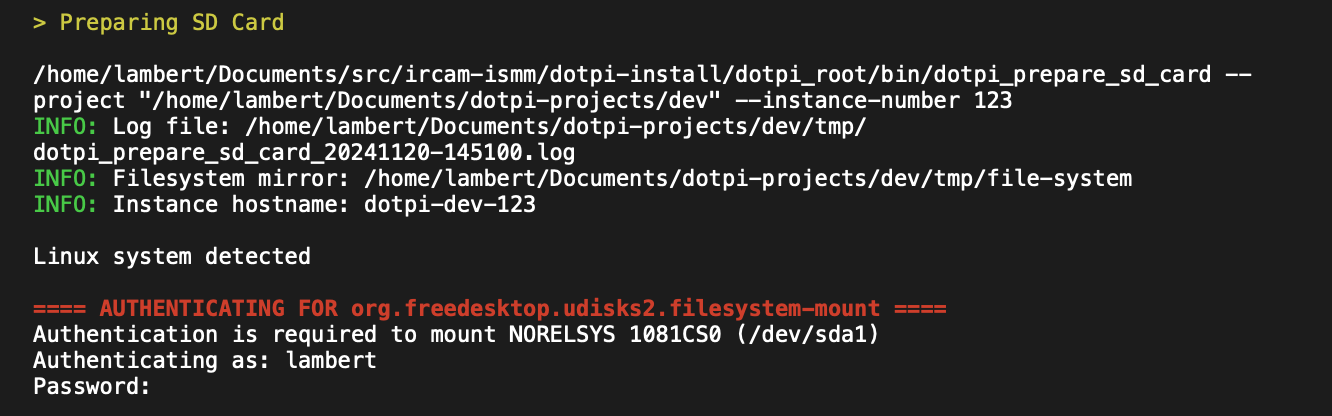 > Preparing SD Card
/home/lambert/Documents/src/ircam-ismm/dotpi-install/dotpi_root/bin/dotpi_prepare_sd_card --
project "/home/lambert/Documents/dotpi-projects/dev" --instance-number 123
INFO: Log file: /home/lambert/Documents/dotpi-projects/dev/tmp/
dotpi_prepare_sd_card_20241120-145100.log
INFO: Filesystem mirror: /home/lambert/Documents/dotpi-projects/dev/tmp/file-system
INFO: Instance hostname: dotpi-dev-123
Linux system detected
==== AUTHENTICATING FOR org.freedesktop.udisks2.filesystem-mount ====
Authentication is required to mount NORELSYS 1081CS0 (/dev/sda1)
Authenticating as: lambert
Password: